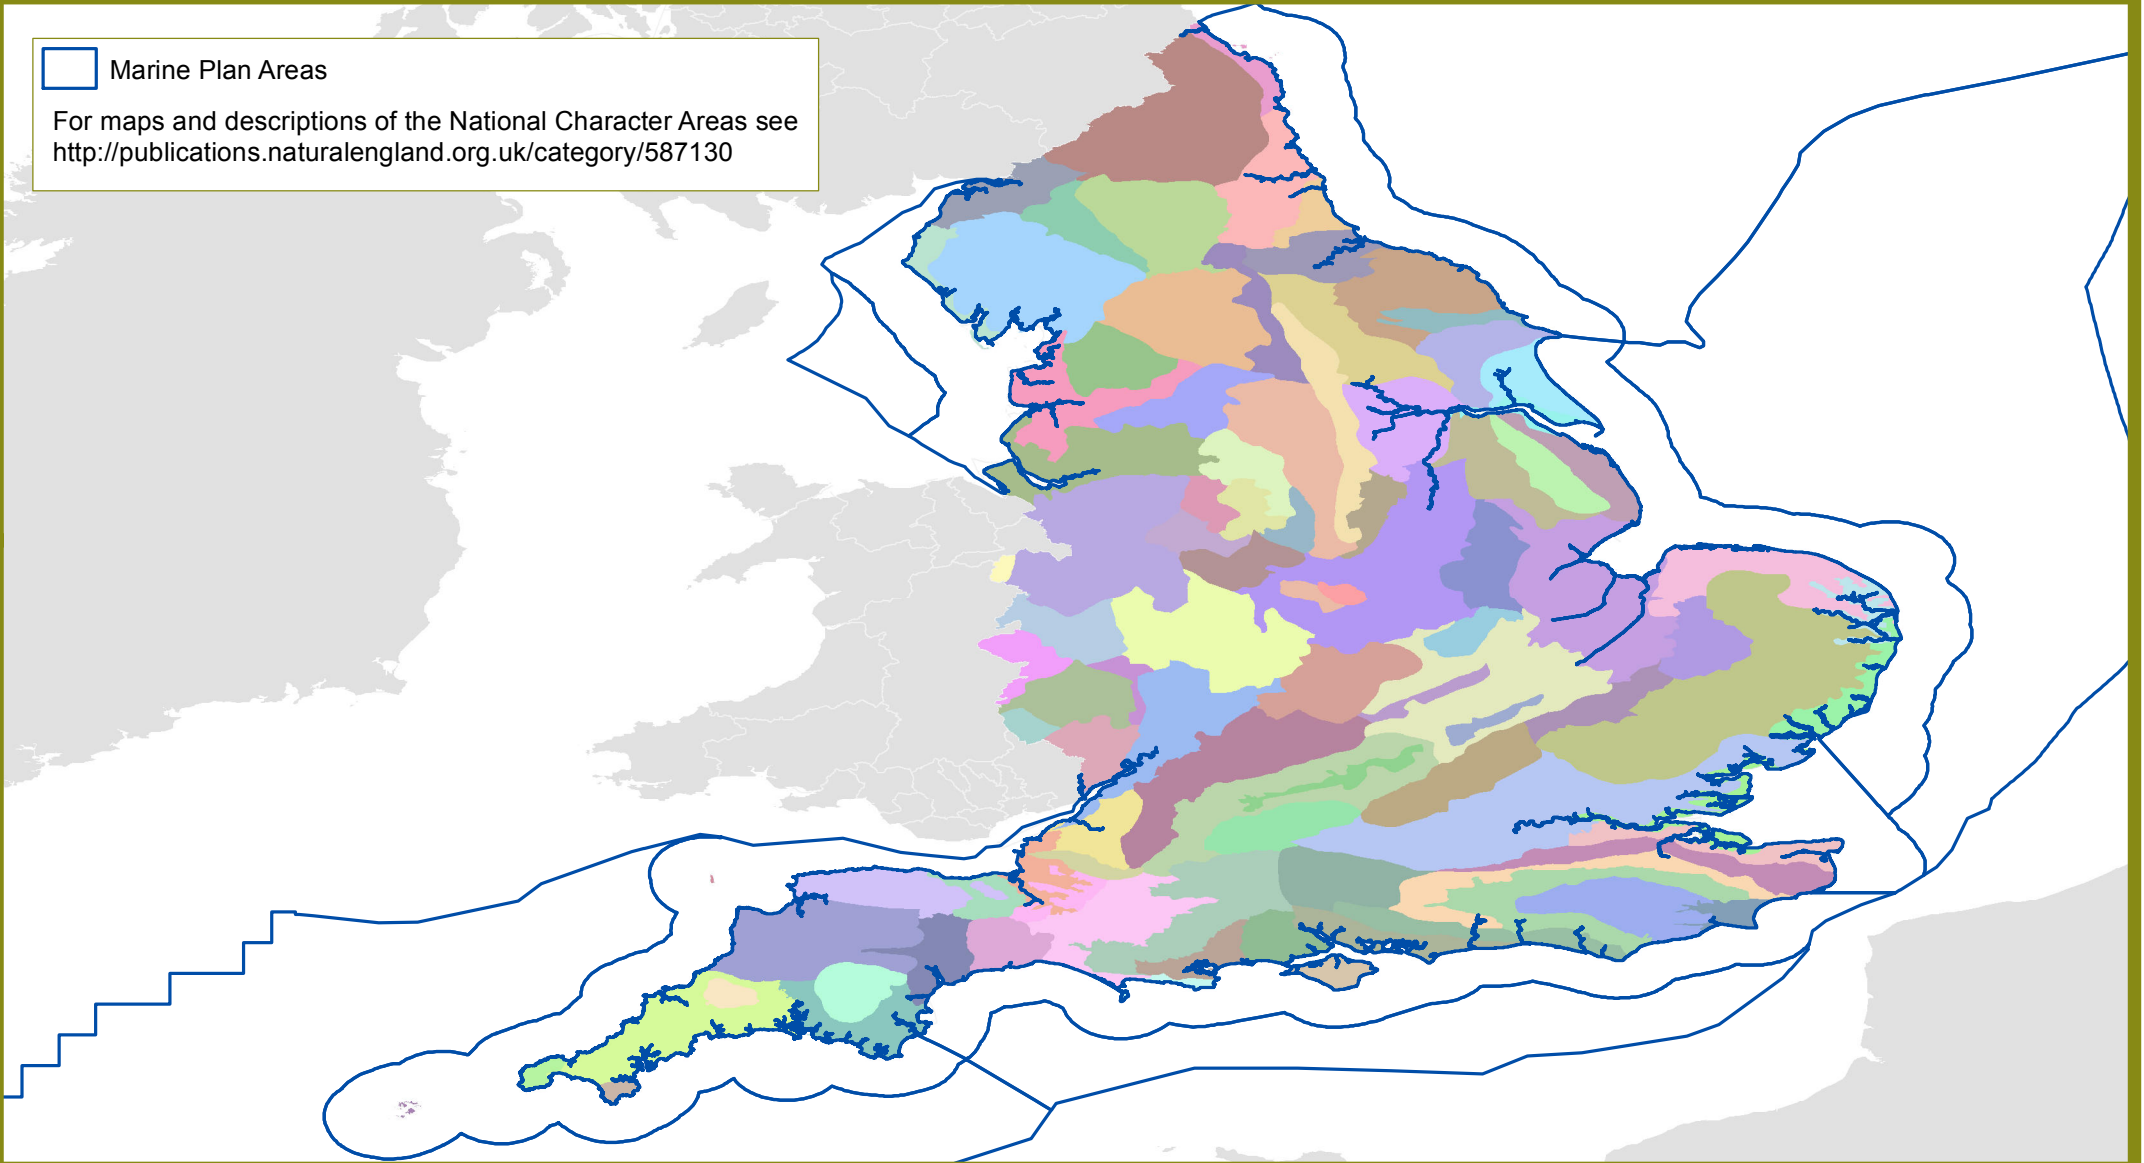 Marine Plan Areas
For maps and descriptions of the National Character Areas see
http://publications.naturalengland.org.uk/category/587130